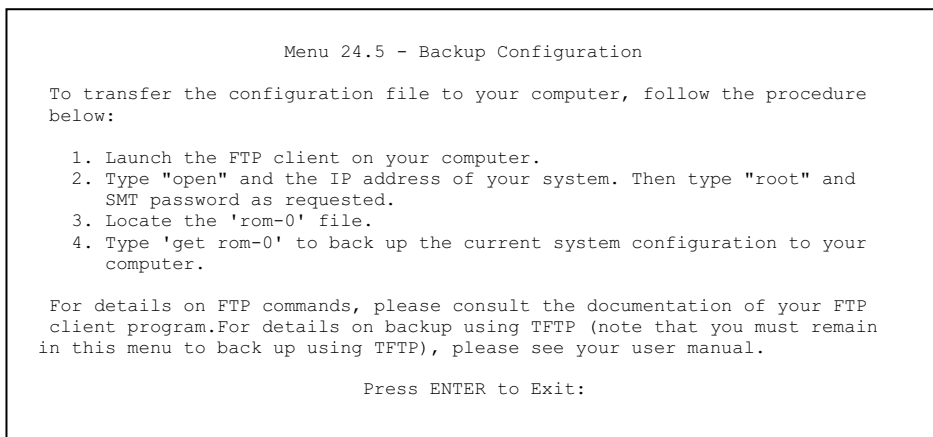 Menu 24.5 - Backup Configuration
To transfer the configuration file to your computer, follow the procedure
below:
1. Launch the FTP client on your computer.
2. Type "open" and the IP address of your system. Then type "root" and
SMT password as requested.
3. Locate the 'rom-0' file.
4. Type 'get rom-0' to back up the current system configuration to your
computer.
For details on FTP commands, please consult the documentation of your FTP
client program.For details on backup using TFTP (note that you must remain
in this menu to back up using TFTP), please see your user manual.
Press ENTER to Exit: